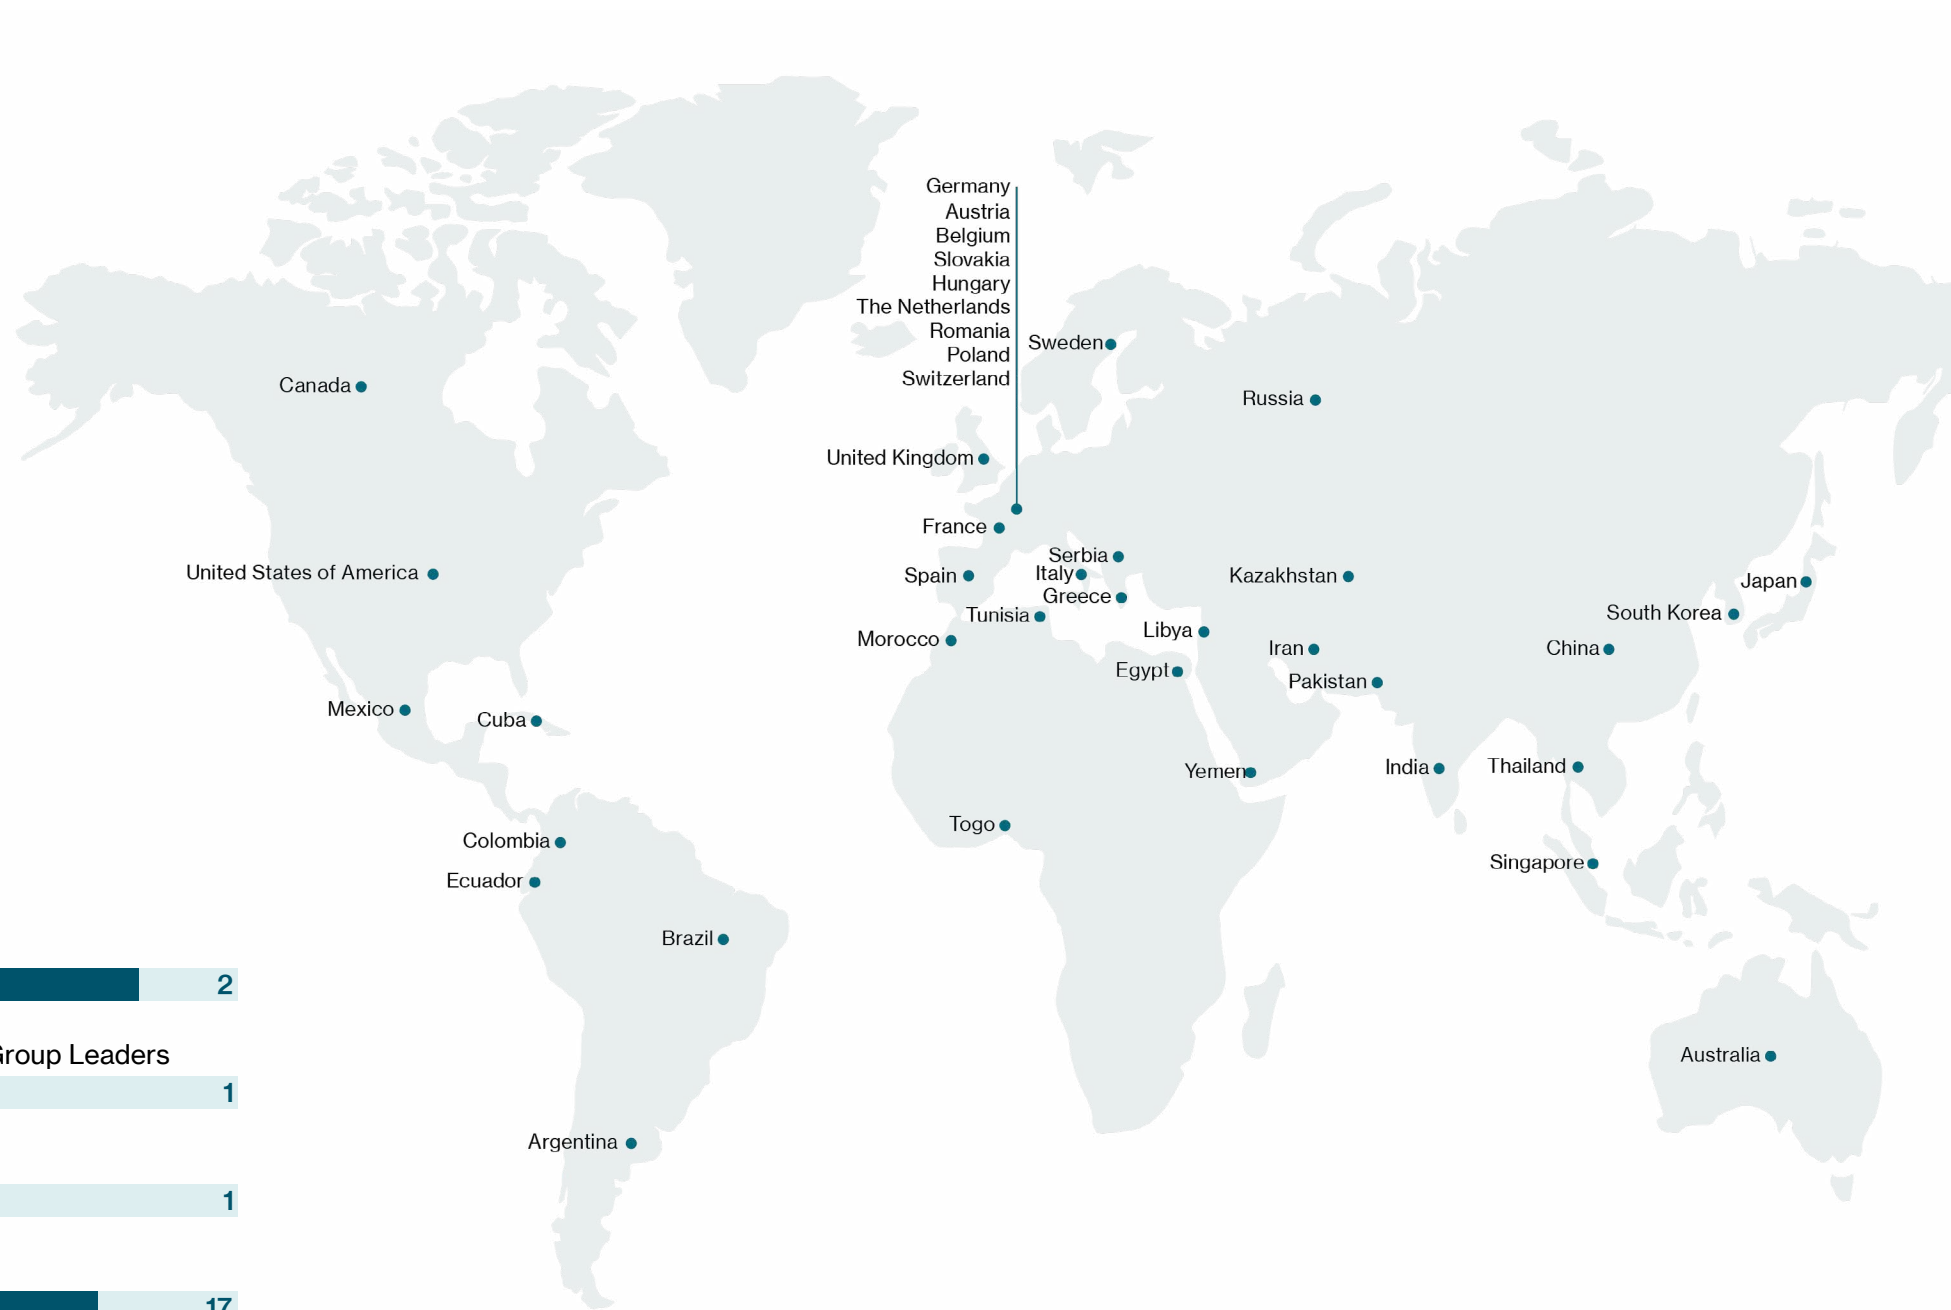 Germany
Austria
Belgium
Slovakia
Hungary
The Netherlands
Romania
Poland
Switzerland
Sweden
Canada
Russia
United Kingdom
France
Serbia
United States of America
Spain
Italy
Kazakhstan
Japan
Greece
Tunisia
South Korea
Morocco
Libya
Iran
China
Egypt
Pakistan
Mexico
Cuba
Yemen
India
Thailand
Togo
Colombia
Singapore
Ecuador
Brazil
2
Group Leaders
1
Australia
Argentina
1
17